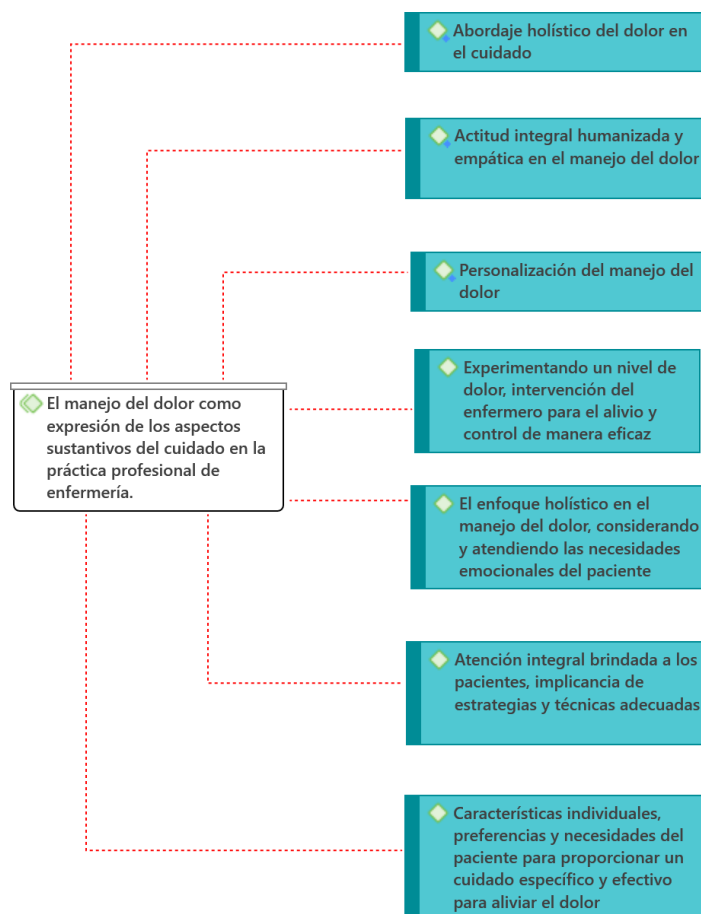 Abordaje holístico del dolor en
el cuidado
Actitud integral humanizada y
empática en el manejo del dolor
Personalización del manejo del
dolor
Experimentando un nivel de
dolor, intervención del
enfermero para el alivio y
control de manera eficaz
El manejo del dolor como
expresión de los aspectos
sustantivos del cuidado en la
práctica profesional de
enfermería.
El enfoque holístico en el
manejo del dolor, considerando
y atendiendo las necesidades
emocionales del paciente
Atención integral brindada a los
pacientes, implicancia de
estrategias y técnicas adecuadas
Características individuales,
preferencias y necesidades del
paciente para proporcionar un
cuidado específico y efectivo
para aliviar el dolor